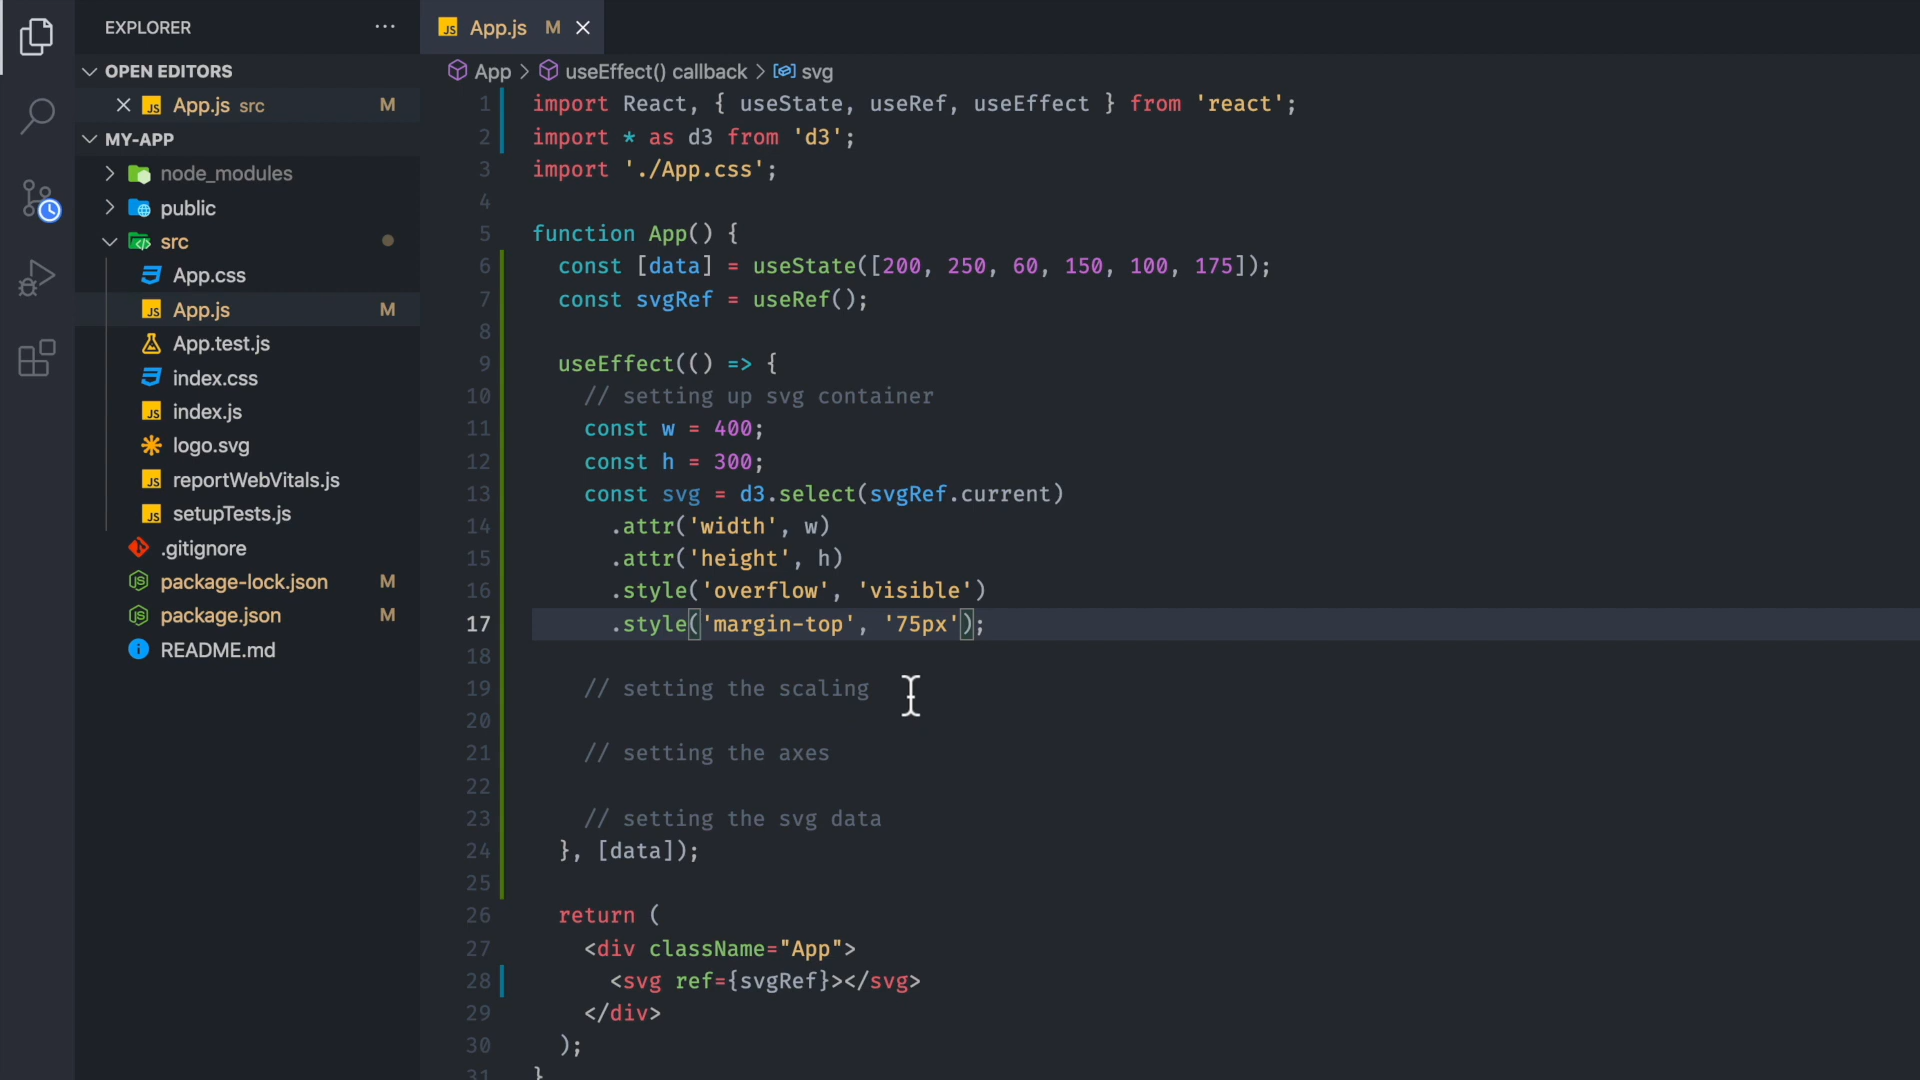 EXPLORER
OPEN EDITORS
App.js src M
MY-APP
node_modules
public
src
App.css
App.js M
App.test.js
index.css
index.js
logo.svg
reportWebVitals.js
setupTests.js
.gitignore
package-lock.json M
package.json M
README.md
App.js M
App > useEffect() callback > svg
1 import React, { useState, useRef, useEffect } from 'react';
2 import * as d3 from 'd3';
3 import './App.css';
4
5 function App() {
6 const [data] = useState([200, 250, 60, 150, 100, 175]);
7 const svgRef = useRef();
8
9 useEffect(() => {
10 // setting up svg container
11 const w = 400;
12 const h = 300;
13 const svg = d3.select(svgRef.current)
14 .attr('width', w)
15 .attr('height', h)
16 .style('overflow', 'visible')
17 .style('margin-top', '75px');
18
19 // setting the scaling
20
21 // setting the axes
22
23 // setting the svg data
24 }, [data]);
25
26 return (
27 <div className="App">
28 <svg ref={svgRef}></svg>
29 </div>
30 );
31 }